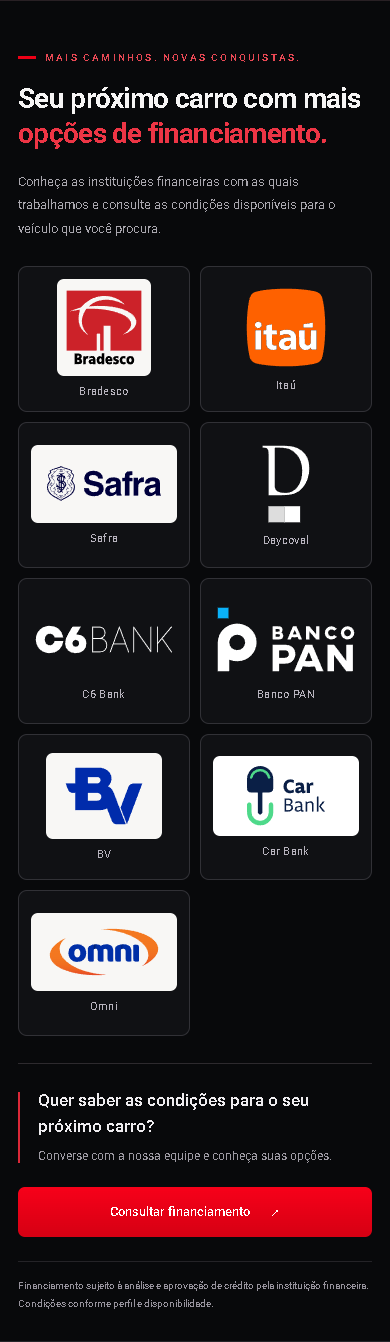 MAIS CAMINHOS. NOVAS CONQUISTAS.
Seu próximo carro com mais
opções de financiamento.
Conheça as instituições financeiras com as quais
trabalhamos e consulte as condições disponíveis para o
veículo que você procura.
Bradesco
Bradesco
itaú
Itaú
Safra
Safra
D
Daycoval
C6 BANK
C6 Bank
BANCO
PAN
Banco PAN
BV
BV
Car
Bank
Car Bank
omni
Omni
Quer saber as condições para o seu
próximo carro?
Converse com a nossa equipe e conheça suas opções.
Consultar financiamento ↗
Financiamento sujeito à análise e aprovação de crédito pela instituição financeira.
Condições conforme perfil e disponibilidade.